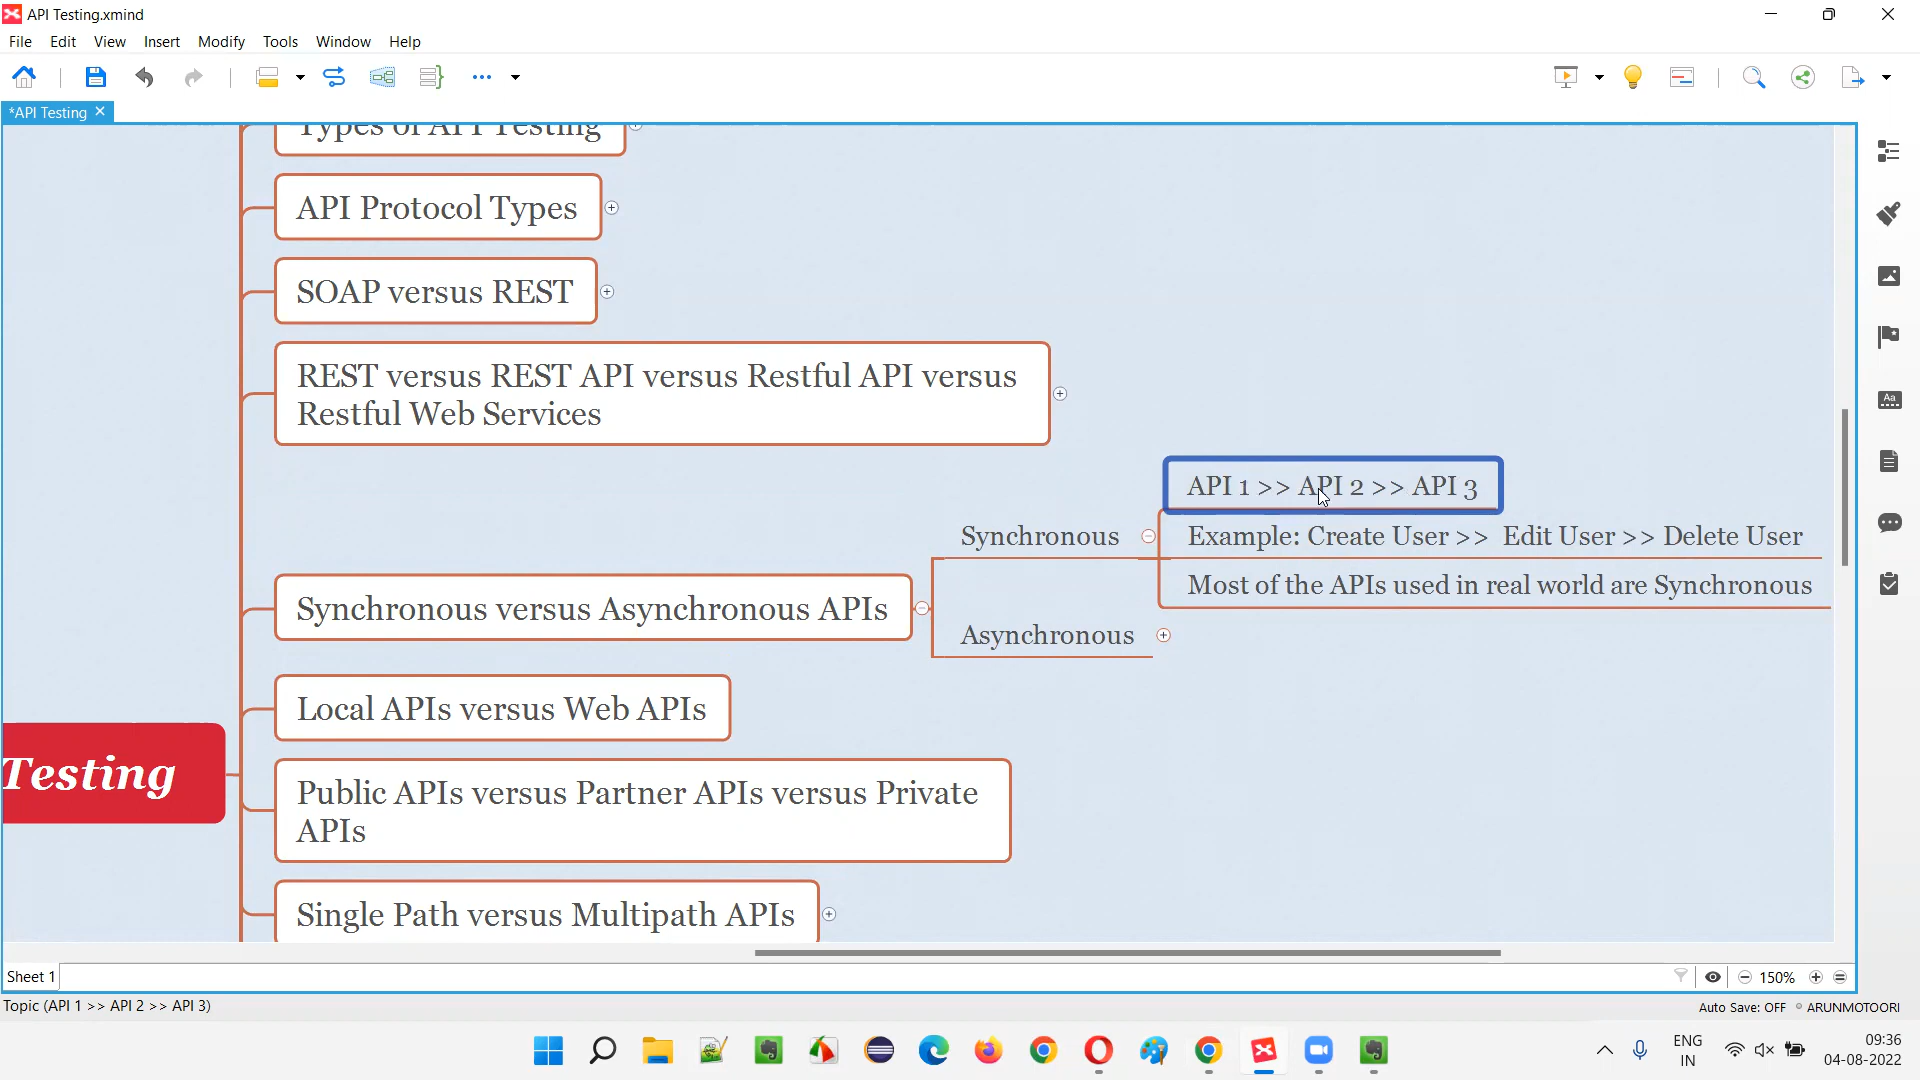 API Testing.xmind
File Edit View Insert Modify Tools Window Help
*API Testing
Types of API Testing
API Protocol Types
SOAP versus REST
REST versus REST API versus Restful API versus
Restful Web Services
API 1 >> API 2 >> API 3
Synchronous
Example: Create User >> Edit User >> Delete User
Most of the APIs used in real world are Synchronous
Synchronous versus Asynchronous APIs
Asynchronous
Local APIs versus Web APIs
Testing
Public APIs versus Partner APIs versus Private
APIs
Single Path versus Multipath APIs
Sheet 1
150%
Topic (API 1 >> API 2 >> API 3)
Auto Save: OFF
ARUNMOTOORI
ENG
IN
09:36
04-08-2022